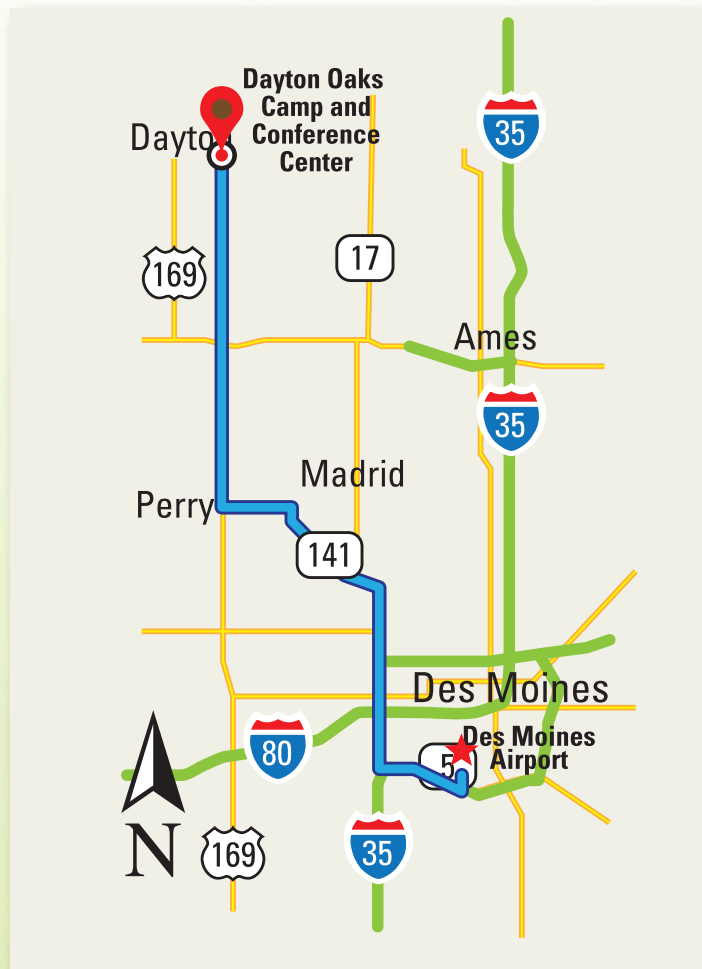 Dayton Oaks
Camp and
Conference
Center
Dayton
35
169
17
Ames
35
Madrid
Perry
141
Des Moines
Des Moines
Airport
5
80
N
169
35